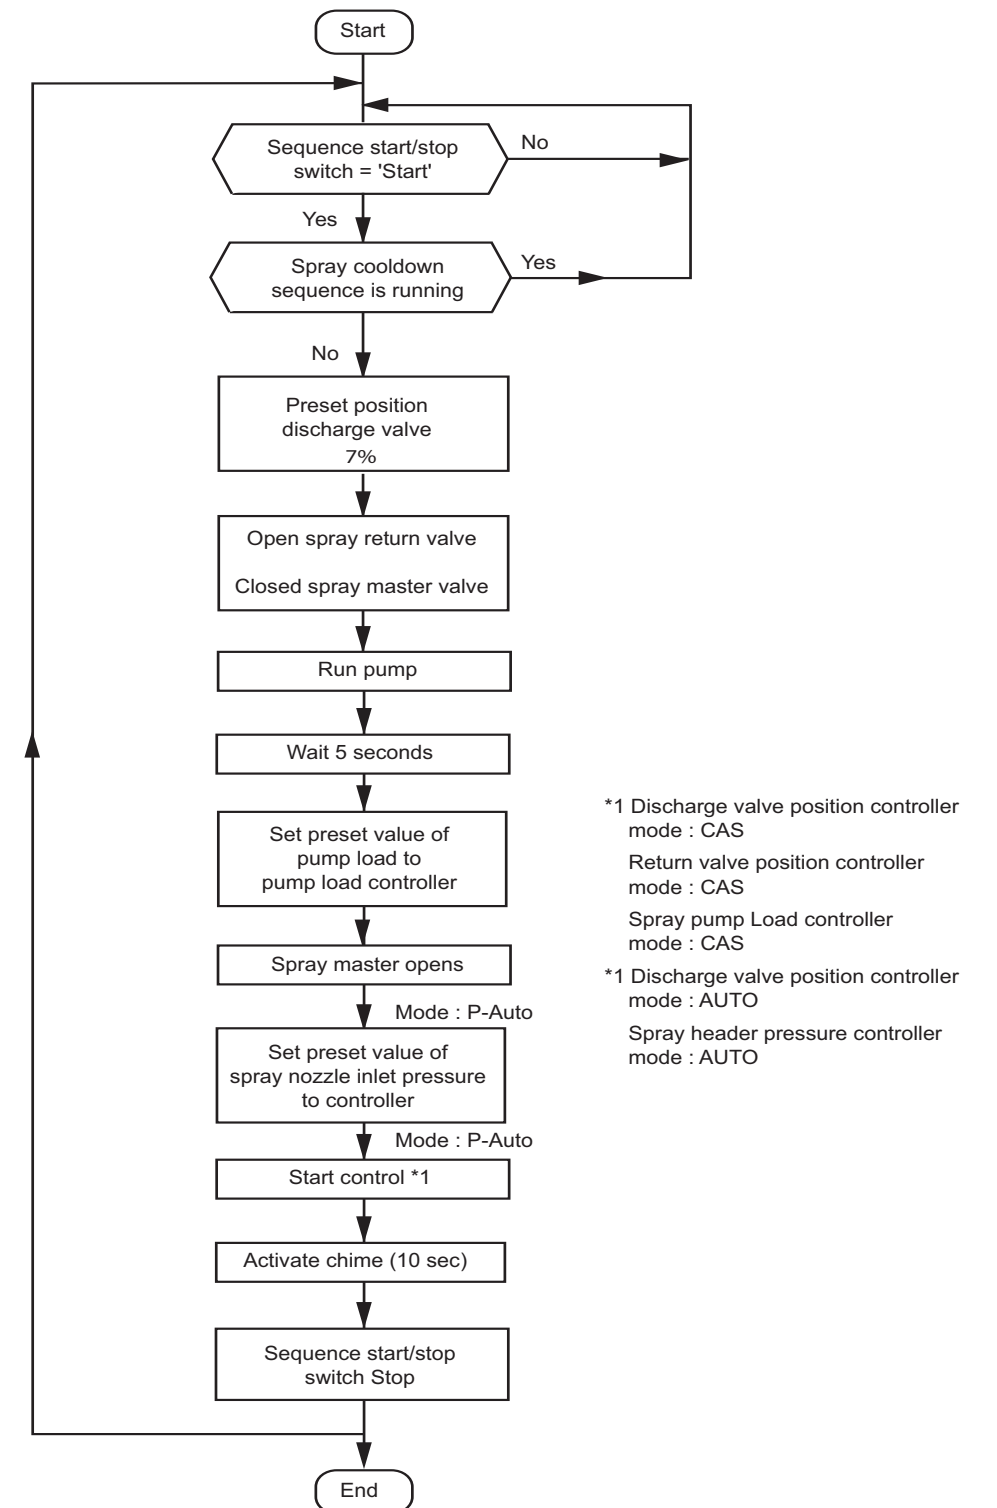 Start
Sequence start/stop
switch = 'Start'
No
Yes
Spray cooldown
sequence is running
Yes
No
Preset position
discharge valve
7%
Open spray return valve
Closed spray master valve
Run pump
Wait 5 seconds
Set preset value of
pump load to
pump load controller
Spray master opens
Mode : P-Auto
Set preset value of
spray nozzle inlet pressure
to controller
Mode : P-Auto
Start control *1
Activate chime (10 sec)
Sequence start/stop
switch Stop
End
*1 Discharge valve position controller
mode : CAS
Return valve position controller
mode : CAS
Spray pump Load controller
mode : CAS
*1 Discharge valve position controller
mode : AUTO
Spray header pressure controller
mode : AUTO